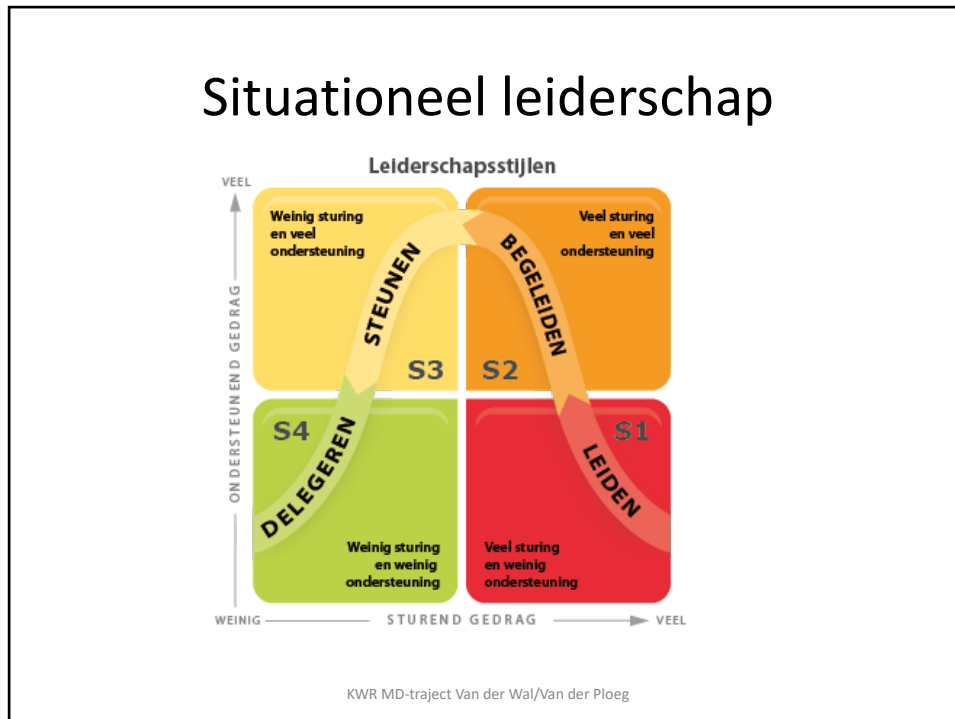 Situationeel leiderschap
Leiderschapsstijlen
VEEL
Weinig sturing
en veel
ondersteuning
Veel sturing
en veel
ondersteuning
STEUNEN
BEGELEIDEN
S3
S2
ONDERSTEUNEND GEDRAG
S4
S1
DELEGEREN
LEIDEN
Weinig sturing
en weinig
ondersteuning
Veel sturing
en weinig
ondersteuning
WEINIG
STUREND GEDRAG
VEEL
KWR MD-traject Van der Wal/Van der Ploeg